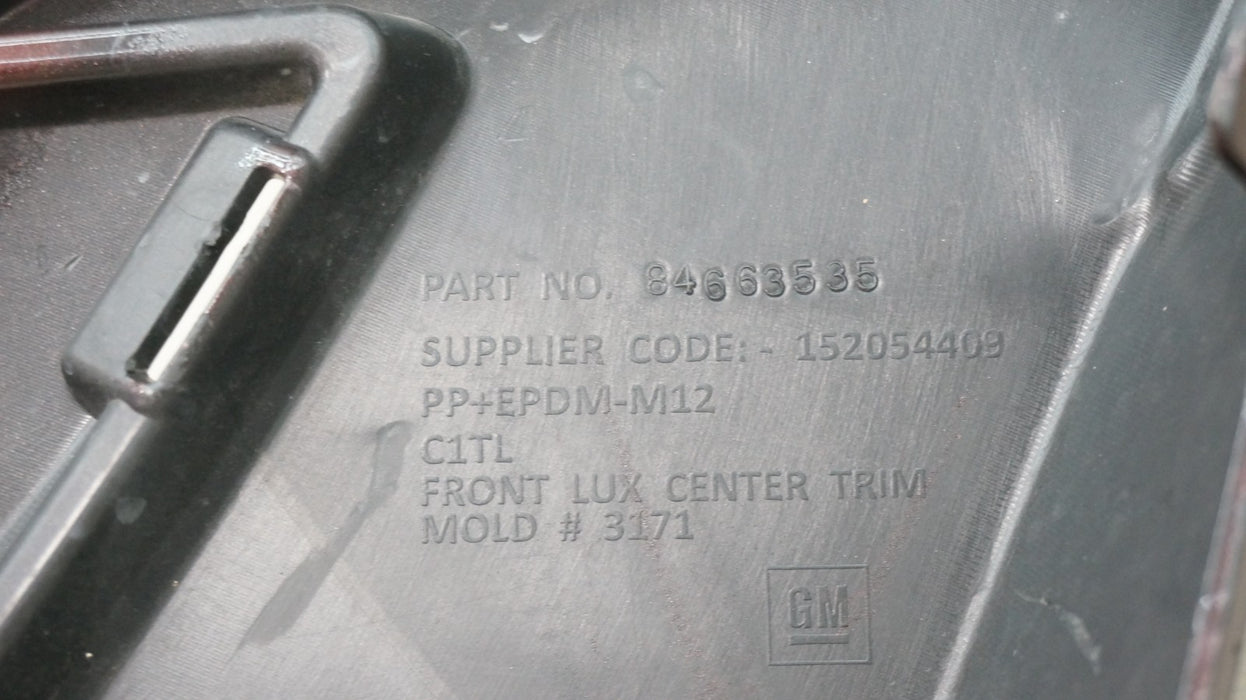 PART NO. 84663535
SUPPLIER CODE: - 152054409
PP+EPDM-M12
C1TL
FRONT LUX CENTER TRIM
MOLD # 3171
GM